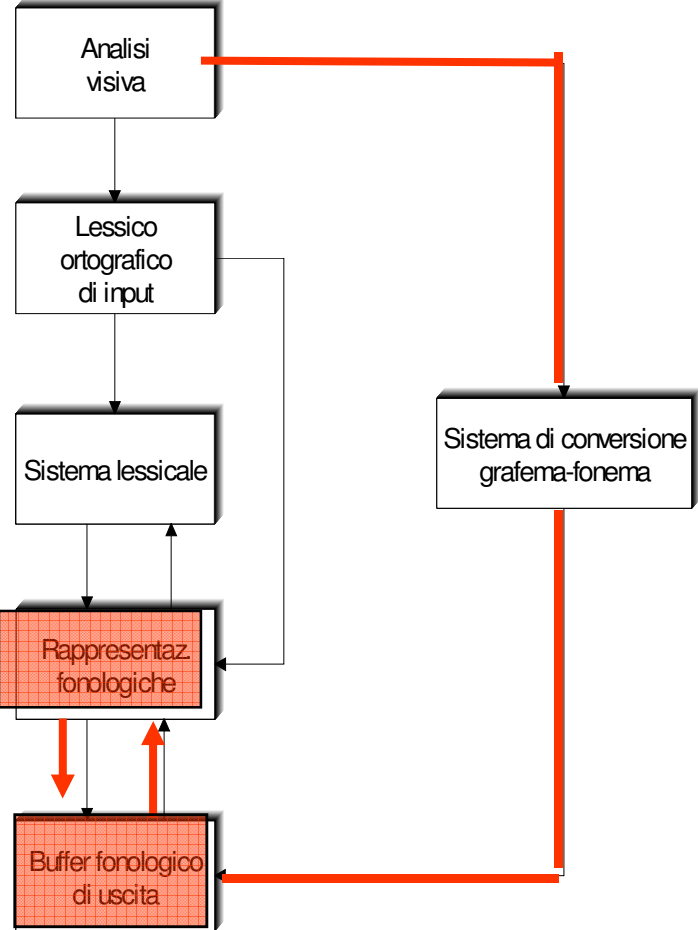 Analisi
visiva
Lessico
ortografico
di input
Sistema di conversione
grafema-fonema
Sistema lessicale
Rappresentaz.
fonologiche
Buffer fonologico
di uscita